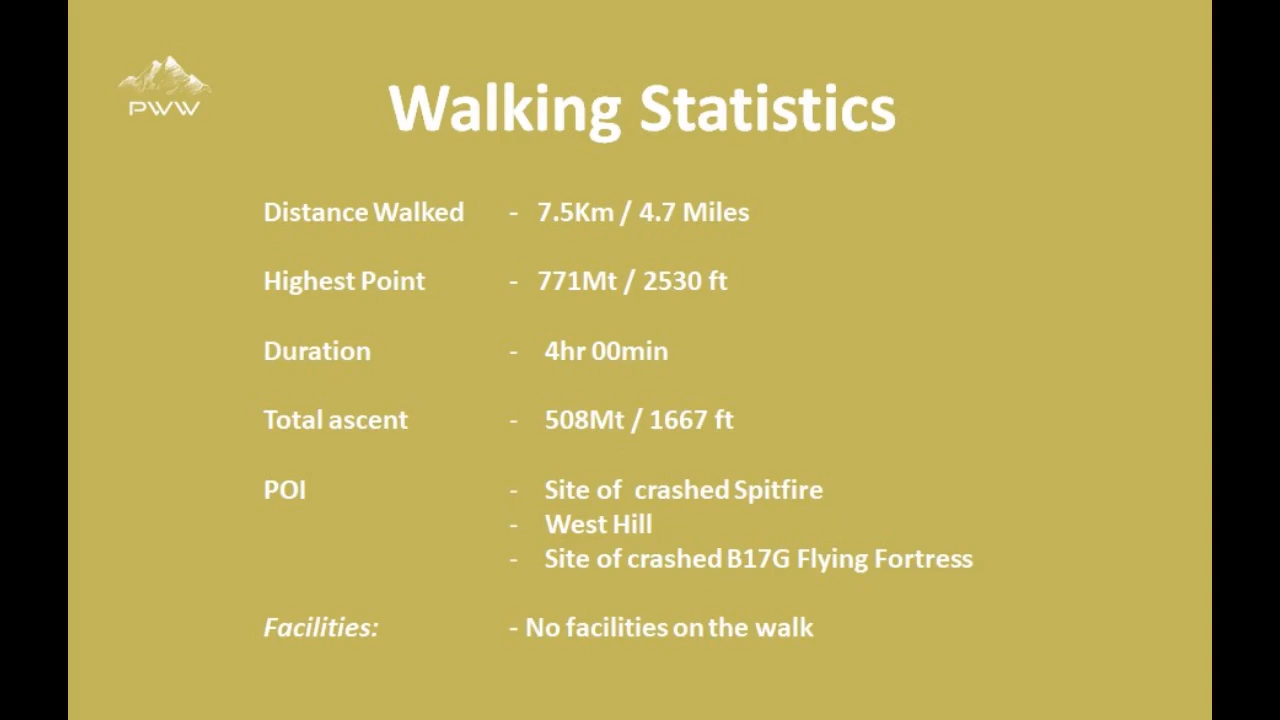 PWW
Walking Statistics
Distance Walked - 7.5Km / 4.7 Miles
Highest Point - 771Mt / 2530 ft
Duration - 4hr 00min
Total ascent - 508Mt / 1667 ft
POI - Site of crashed Spitfire
- West Hill
- Site of crashed B17G Flying Fortress
Facilities: - No facilities on the walk